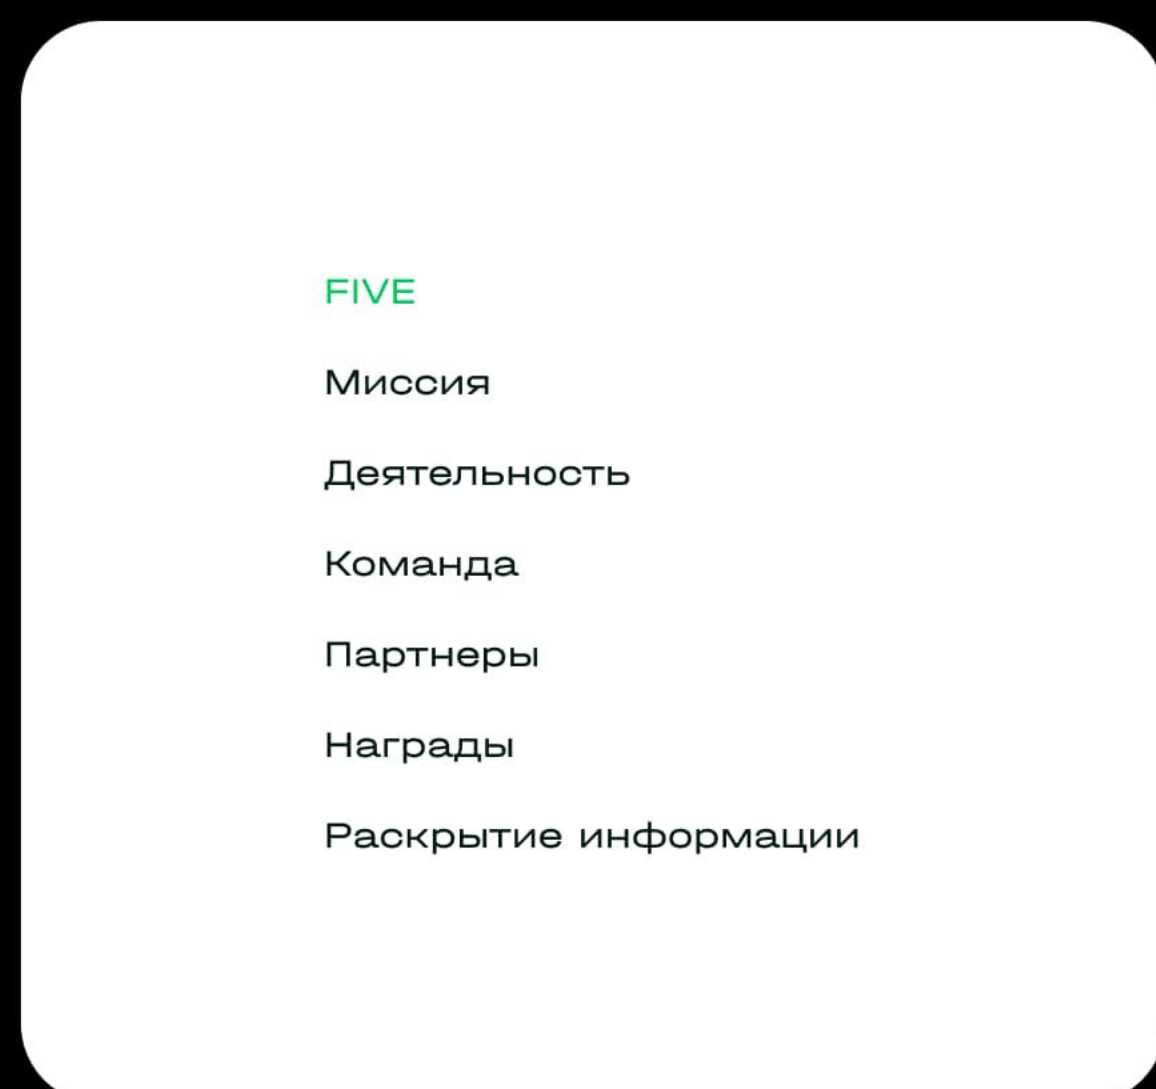 FIVE
Миссия
Деятельность
Команда
Партнеры
Награды
Раскрытие информации